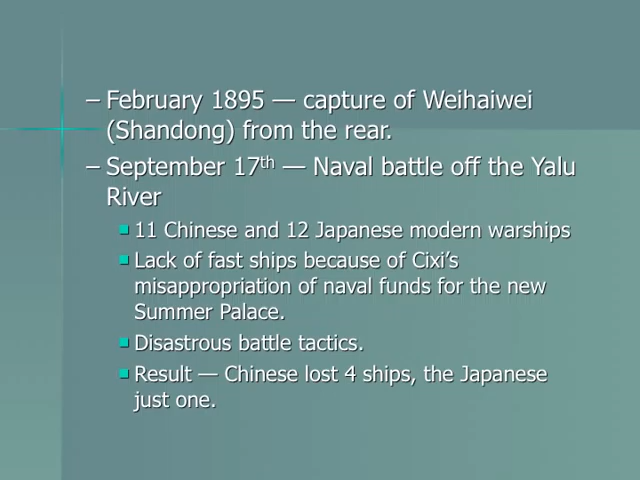 – February 1895 — capture of Weihaiwei
(Shandong) from the rear.
– September 17th — Naval battle off the Yalu
River
■ 11 Chinese and 12 Japanese modern warships
■ Lack of fast ships because of Cixi’s
misappropriation of naval funds for the new
Summer Palace.
■ Disastrous battle tactics.
■ Result — Chinese lost 4 ships, the Japanese
just one.